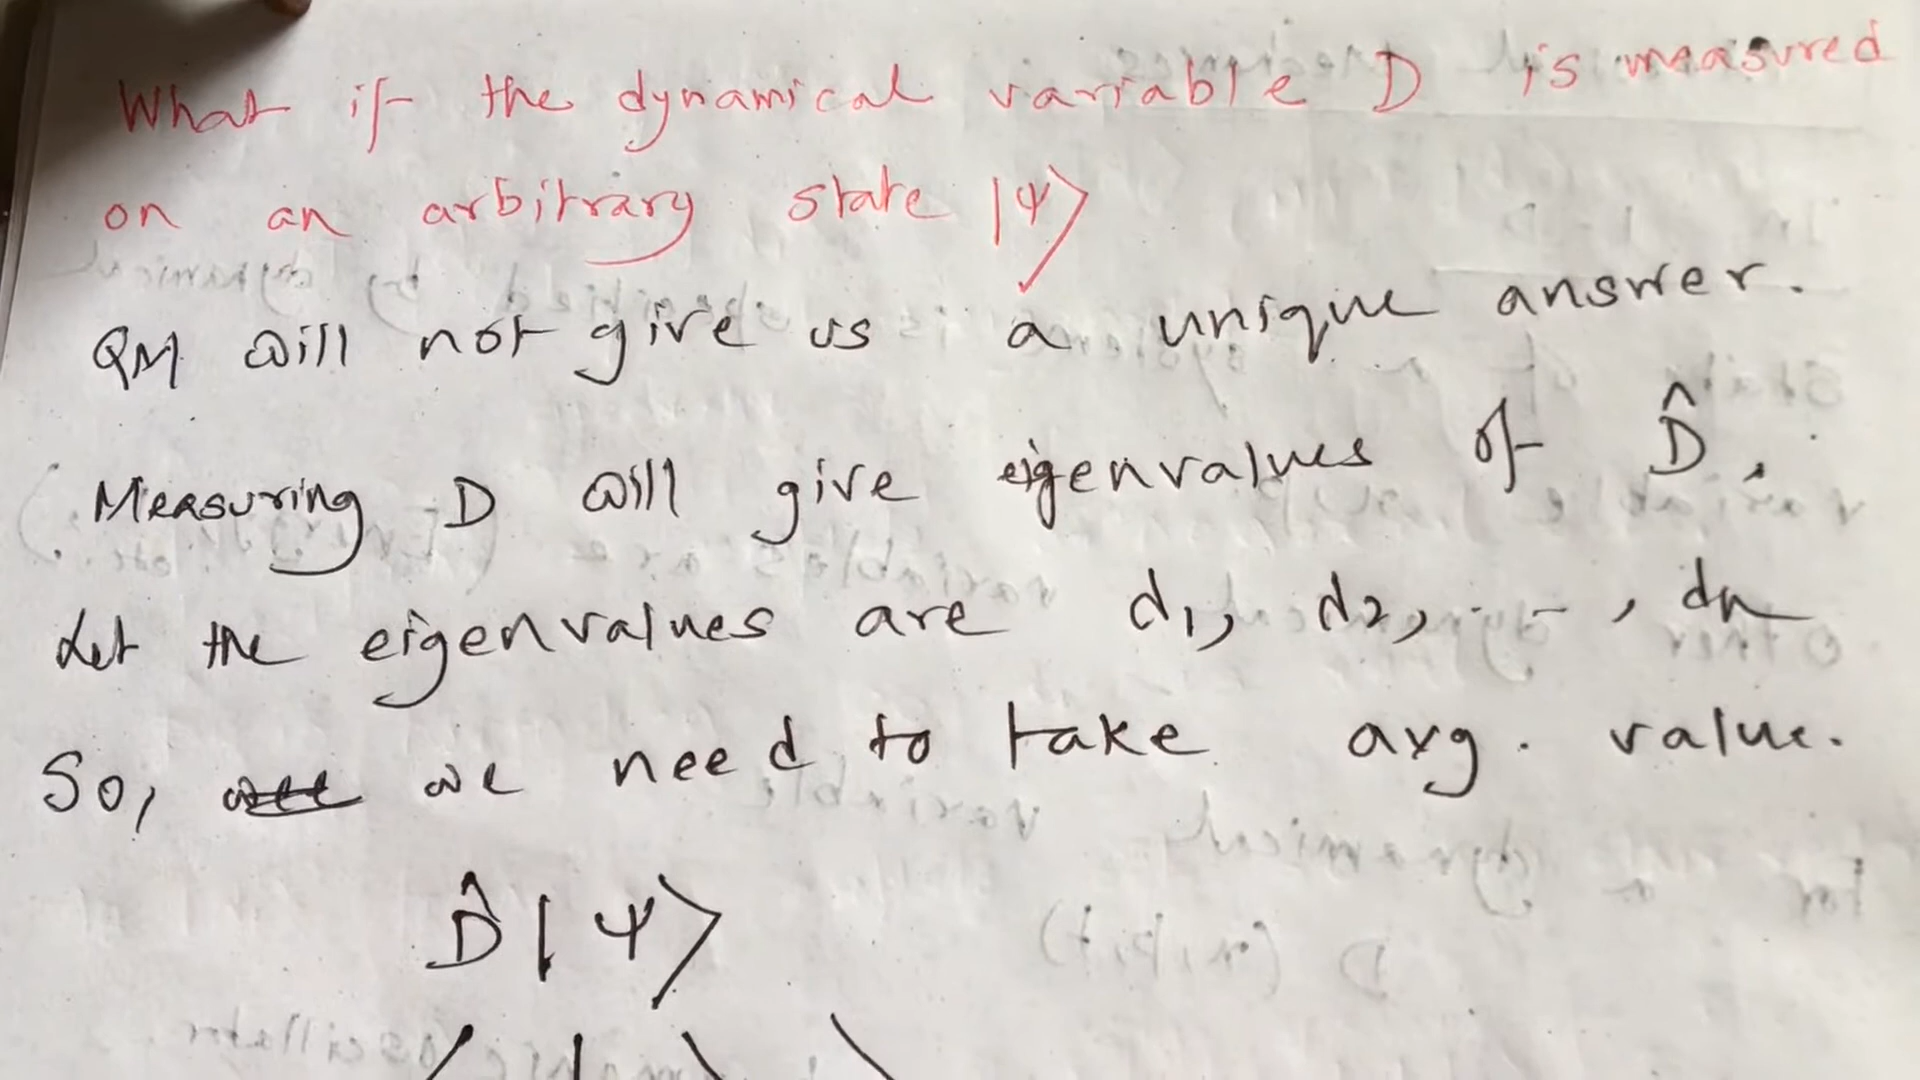 What if the dynamical variable D is measured
on an arbitrary state |ψ⟩
QM will not give us a unique answer.
Measuring D will give eigenvalues of D̂.
Let the eigenvalues are d1, d2, - - , dn
So, we need to take avg. value.
D̂|ψ⟩